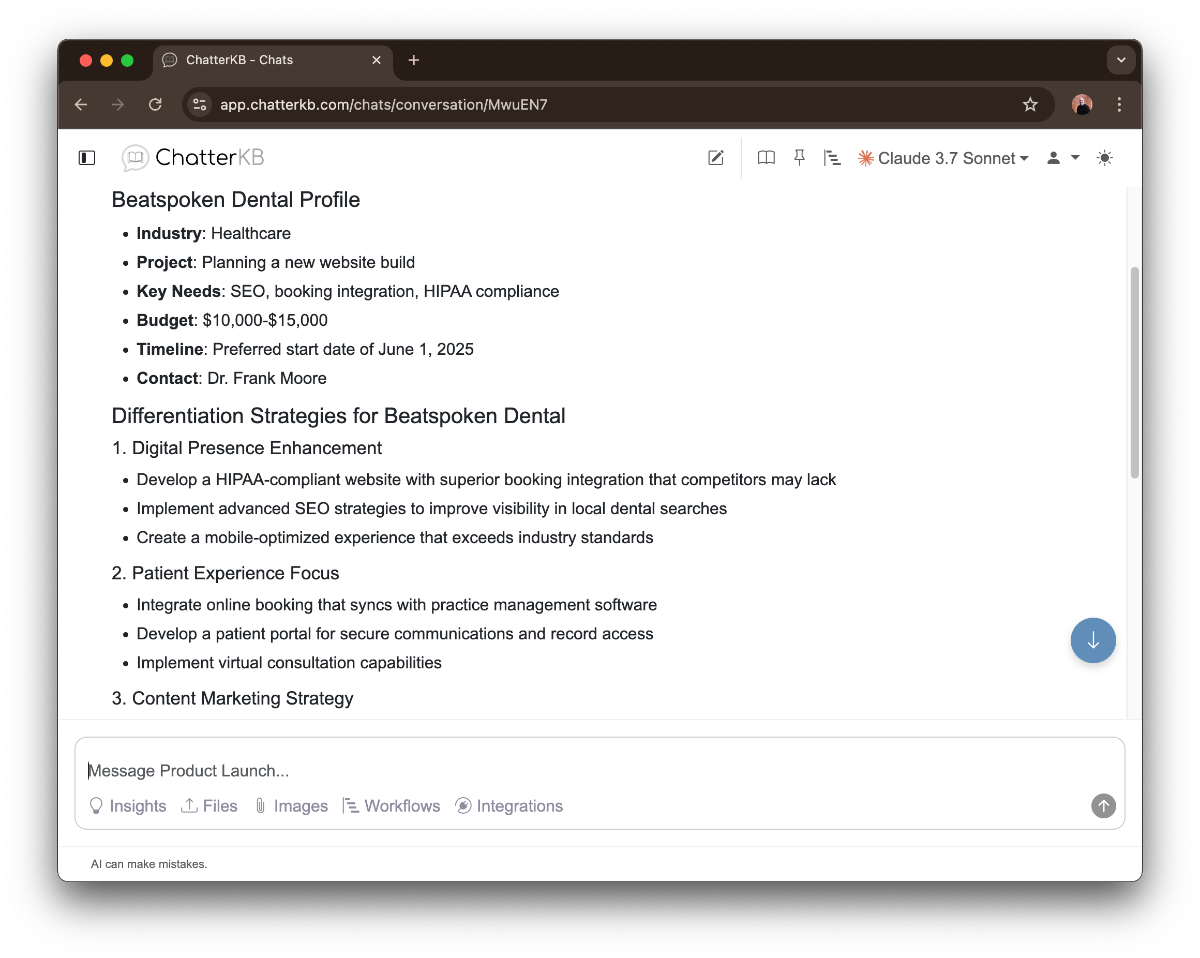 ChatterKB - Chats
app.chatterkb.com/chats/conversation/MwuEN7
ChatterKB
Claude 3.7 Sonnet
Beatspoken Dental Profile
Industry: Healthcare
Project: Planning a new website build
Key Needs: SEO, booking integration, HIPAA compliance
Budget: $10,000-$15,000
Timeline: Preferred start date of June 1, 2025
Contact: Dr. Frank Moore
Differentiation Strategies for Beatspoken Dental
1. Digital Presence Enhancement
Develop a HIPAA-compliant website with superior booking integration that competitors may lack
Implement advanced SEO strategies to improve visibility in local dental searches
Create a mobile-optimized experience that exceeds industry standards
2. Patient Experience Focus
Integrate online booking that syncs with practice management software
Develop a patient portal for secure communications and record access
Implement virtual consultation capabilities
3. Content Marketing Strategy
Message Product Launch...
Insights Files Images Workflows Integrations
AI can make mistakes.